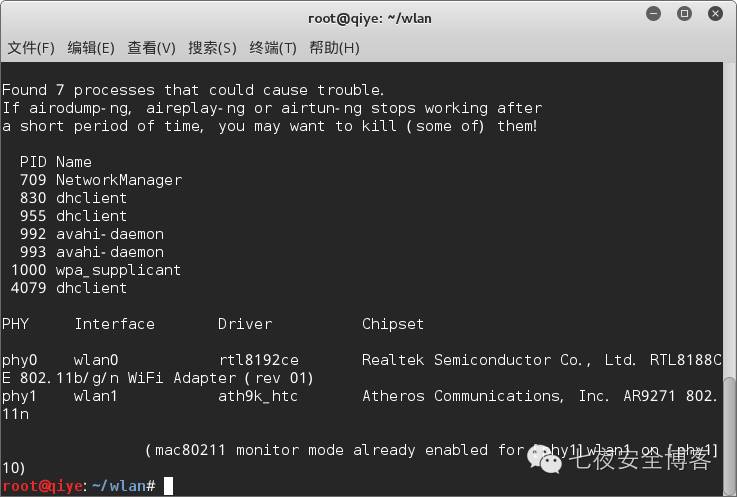 root@qiye: ~/wlan
文件(F) 编辑(E) 查看(V) 搜索(S) 终端(T) 帮助(H)
Found 7 processes that could cause trouble.
If airodump-ng, aireplay-ng or airtun-ng stops working after
a short period of time, you may want to kill (some of) them!
PID Name
709 NetworkManager
830 dhclient
955 dhclient
992 avahi-daemon
993 avahi-daemon
1000 wpa_supplicant
4079 dhclient
PHY Interface Driver Chipset
phy0 wlan0 rtl8192ce Realtek Semiconductor Co., Ltd. RTL8188C
E 802.11b/g/n WiFi Adapter (rev 01)
phy1 wlan1 ath9k_htc Atheros Communications, Inc. AR9271 802.
11n
(mac80211 monitor mode already enabled for [phy1]wlan1 on [phy1]
10)
七夜安全博客
root@qiye:~/wlan#